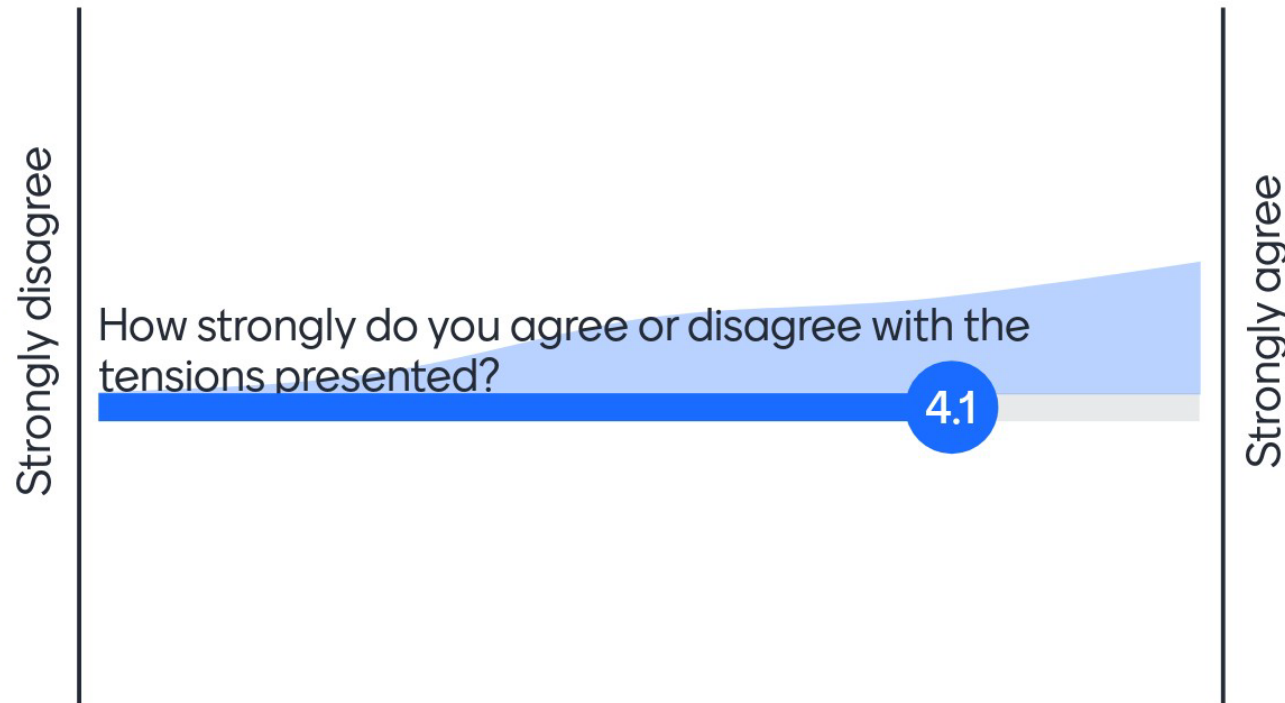 Strongly disagree
How strongly do you agree or disagree with the
tensions presented?
4.1
Strongly agree